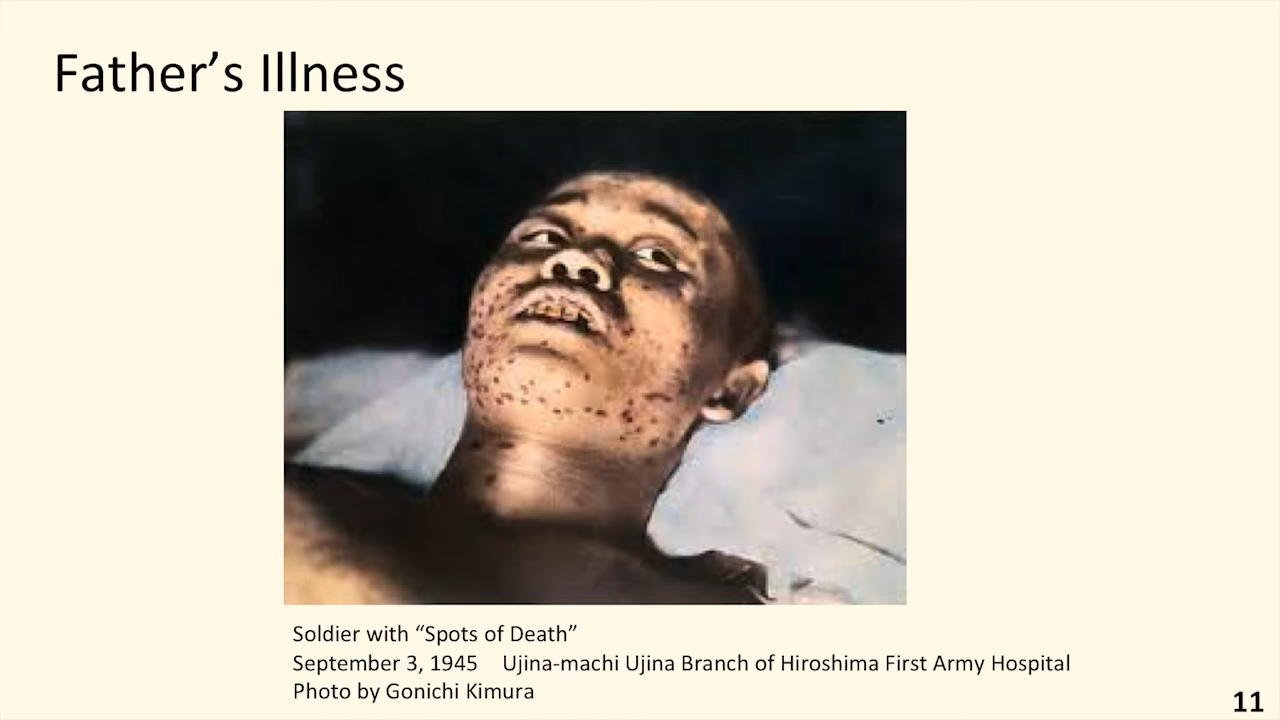 Father’s Illness
Soldier with “Spots of Death”
September 3, 1945 Ujina-machi Ujina Branch of Hiroshima First Army Hospital
Photo by Gonichi Kimura
11